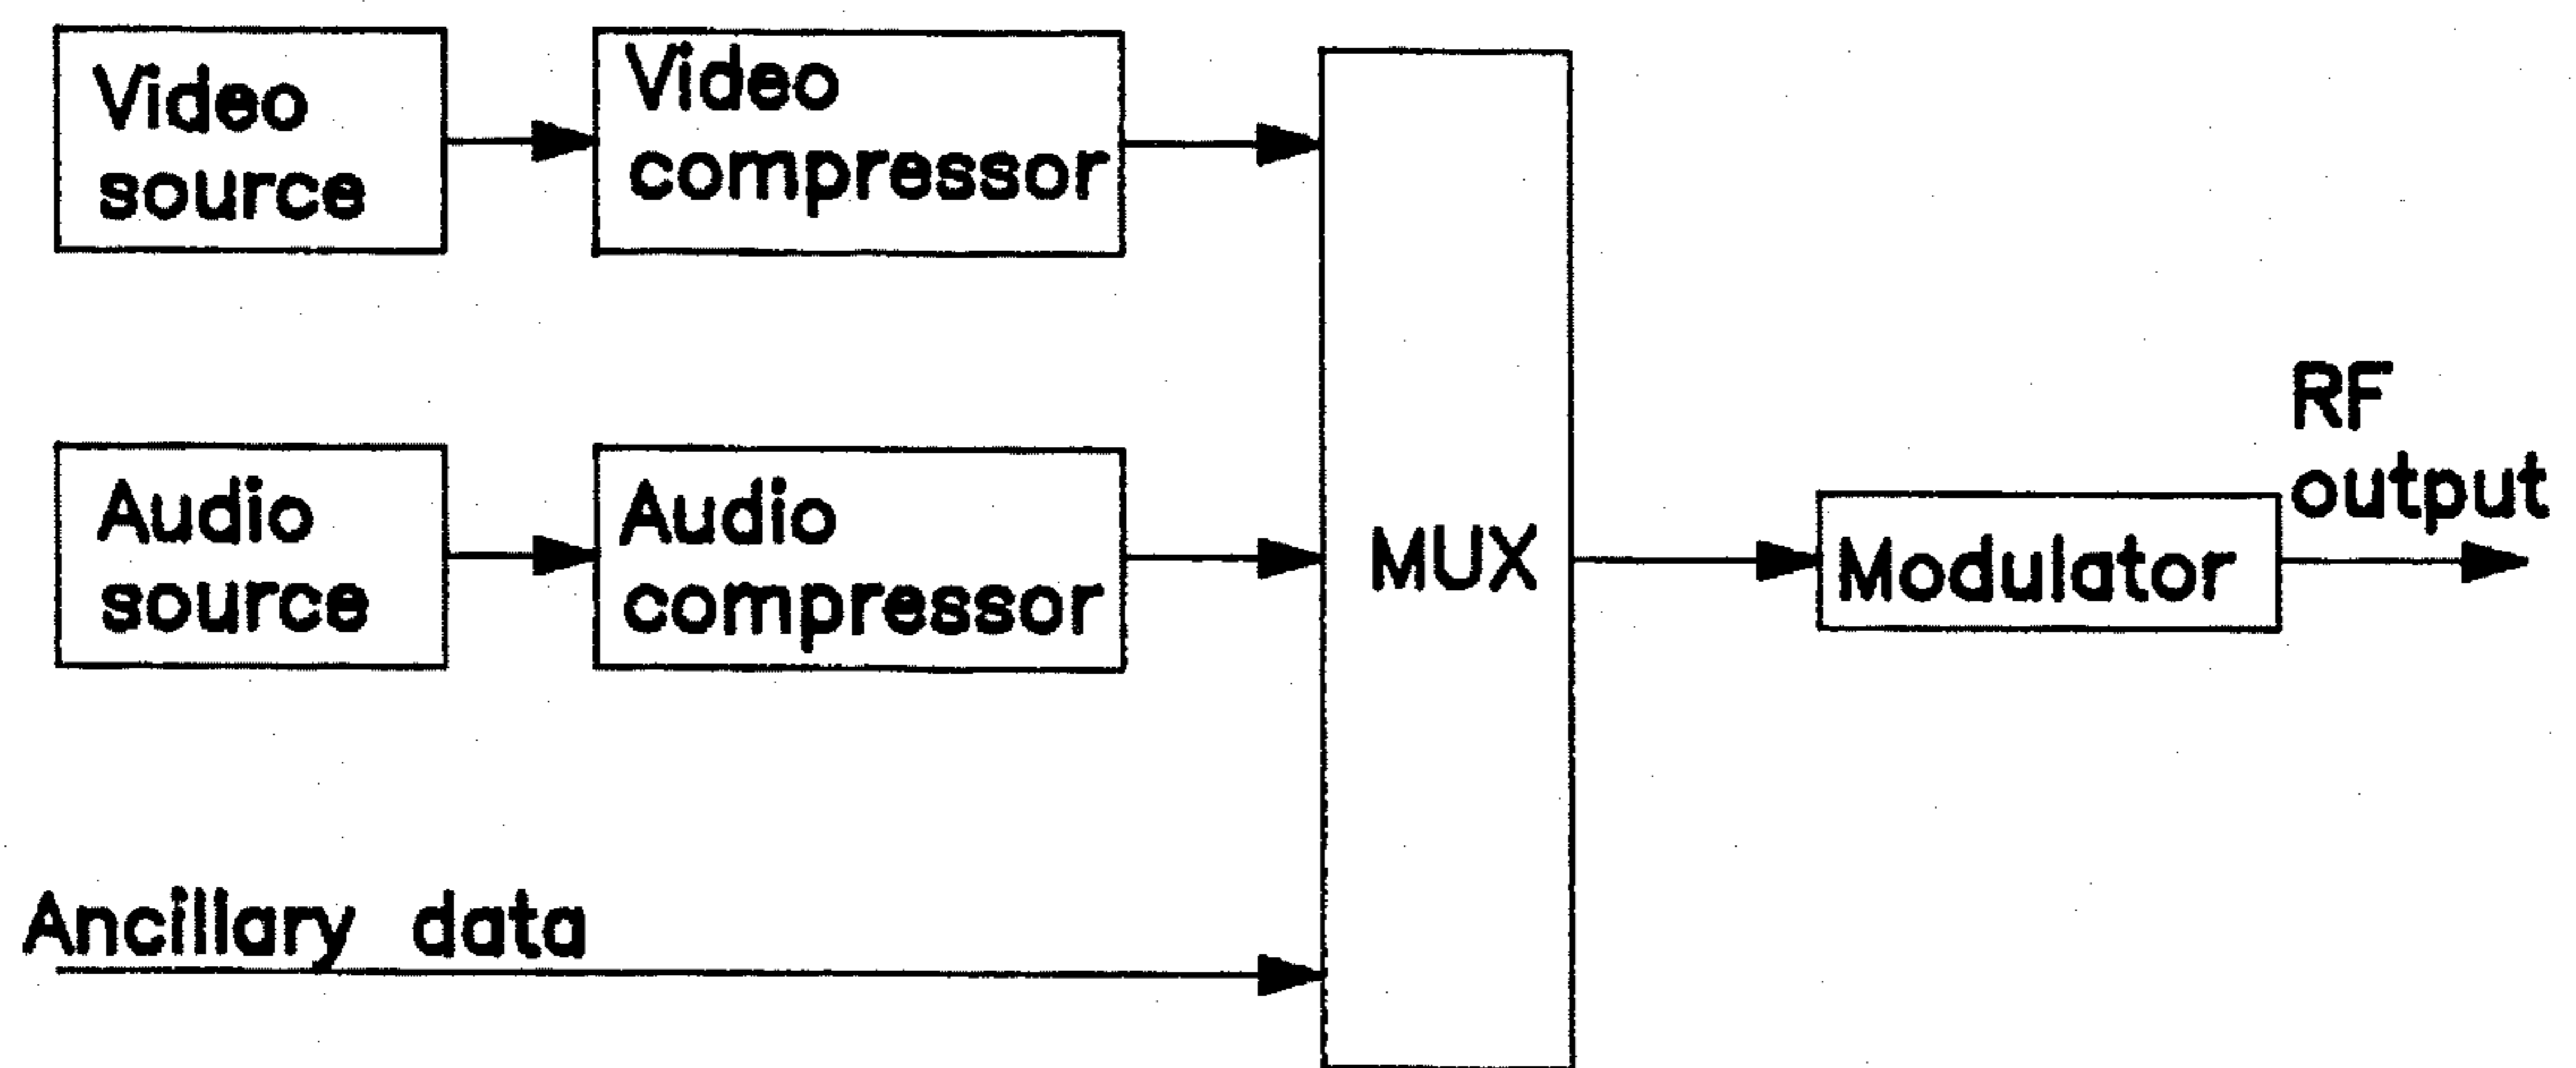 Video
source
Video
compressor
Audio
source
Audio
compressor
Ancillary data
MUX
Modulator
RF
output